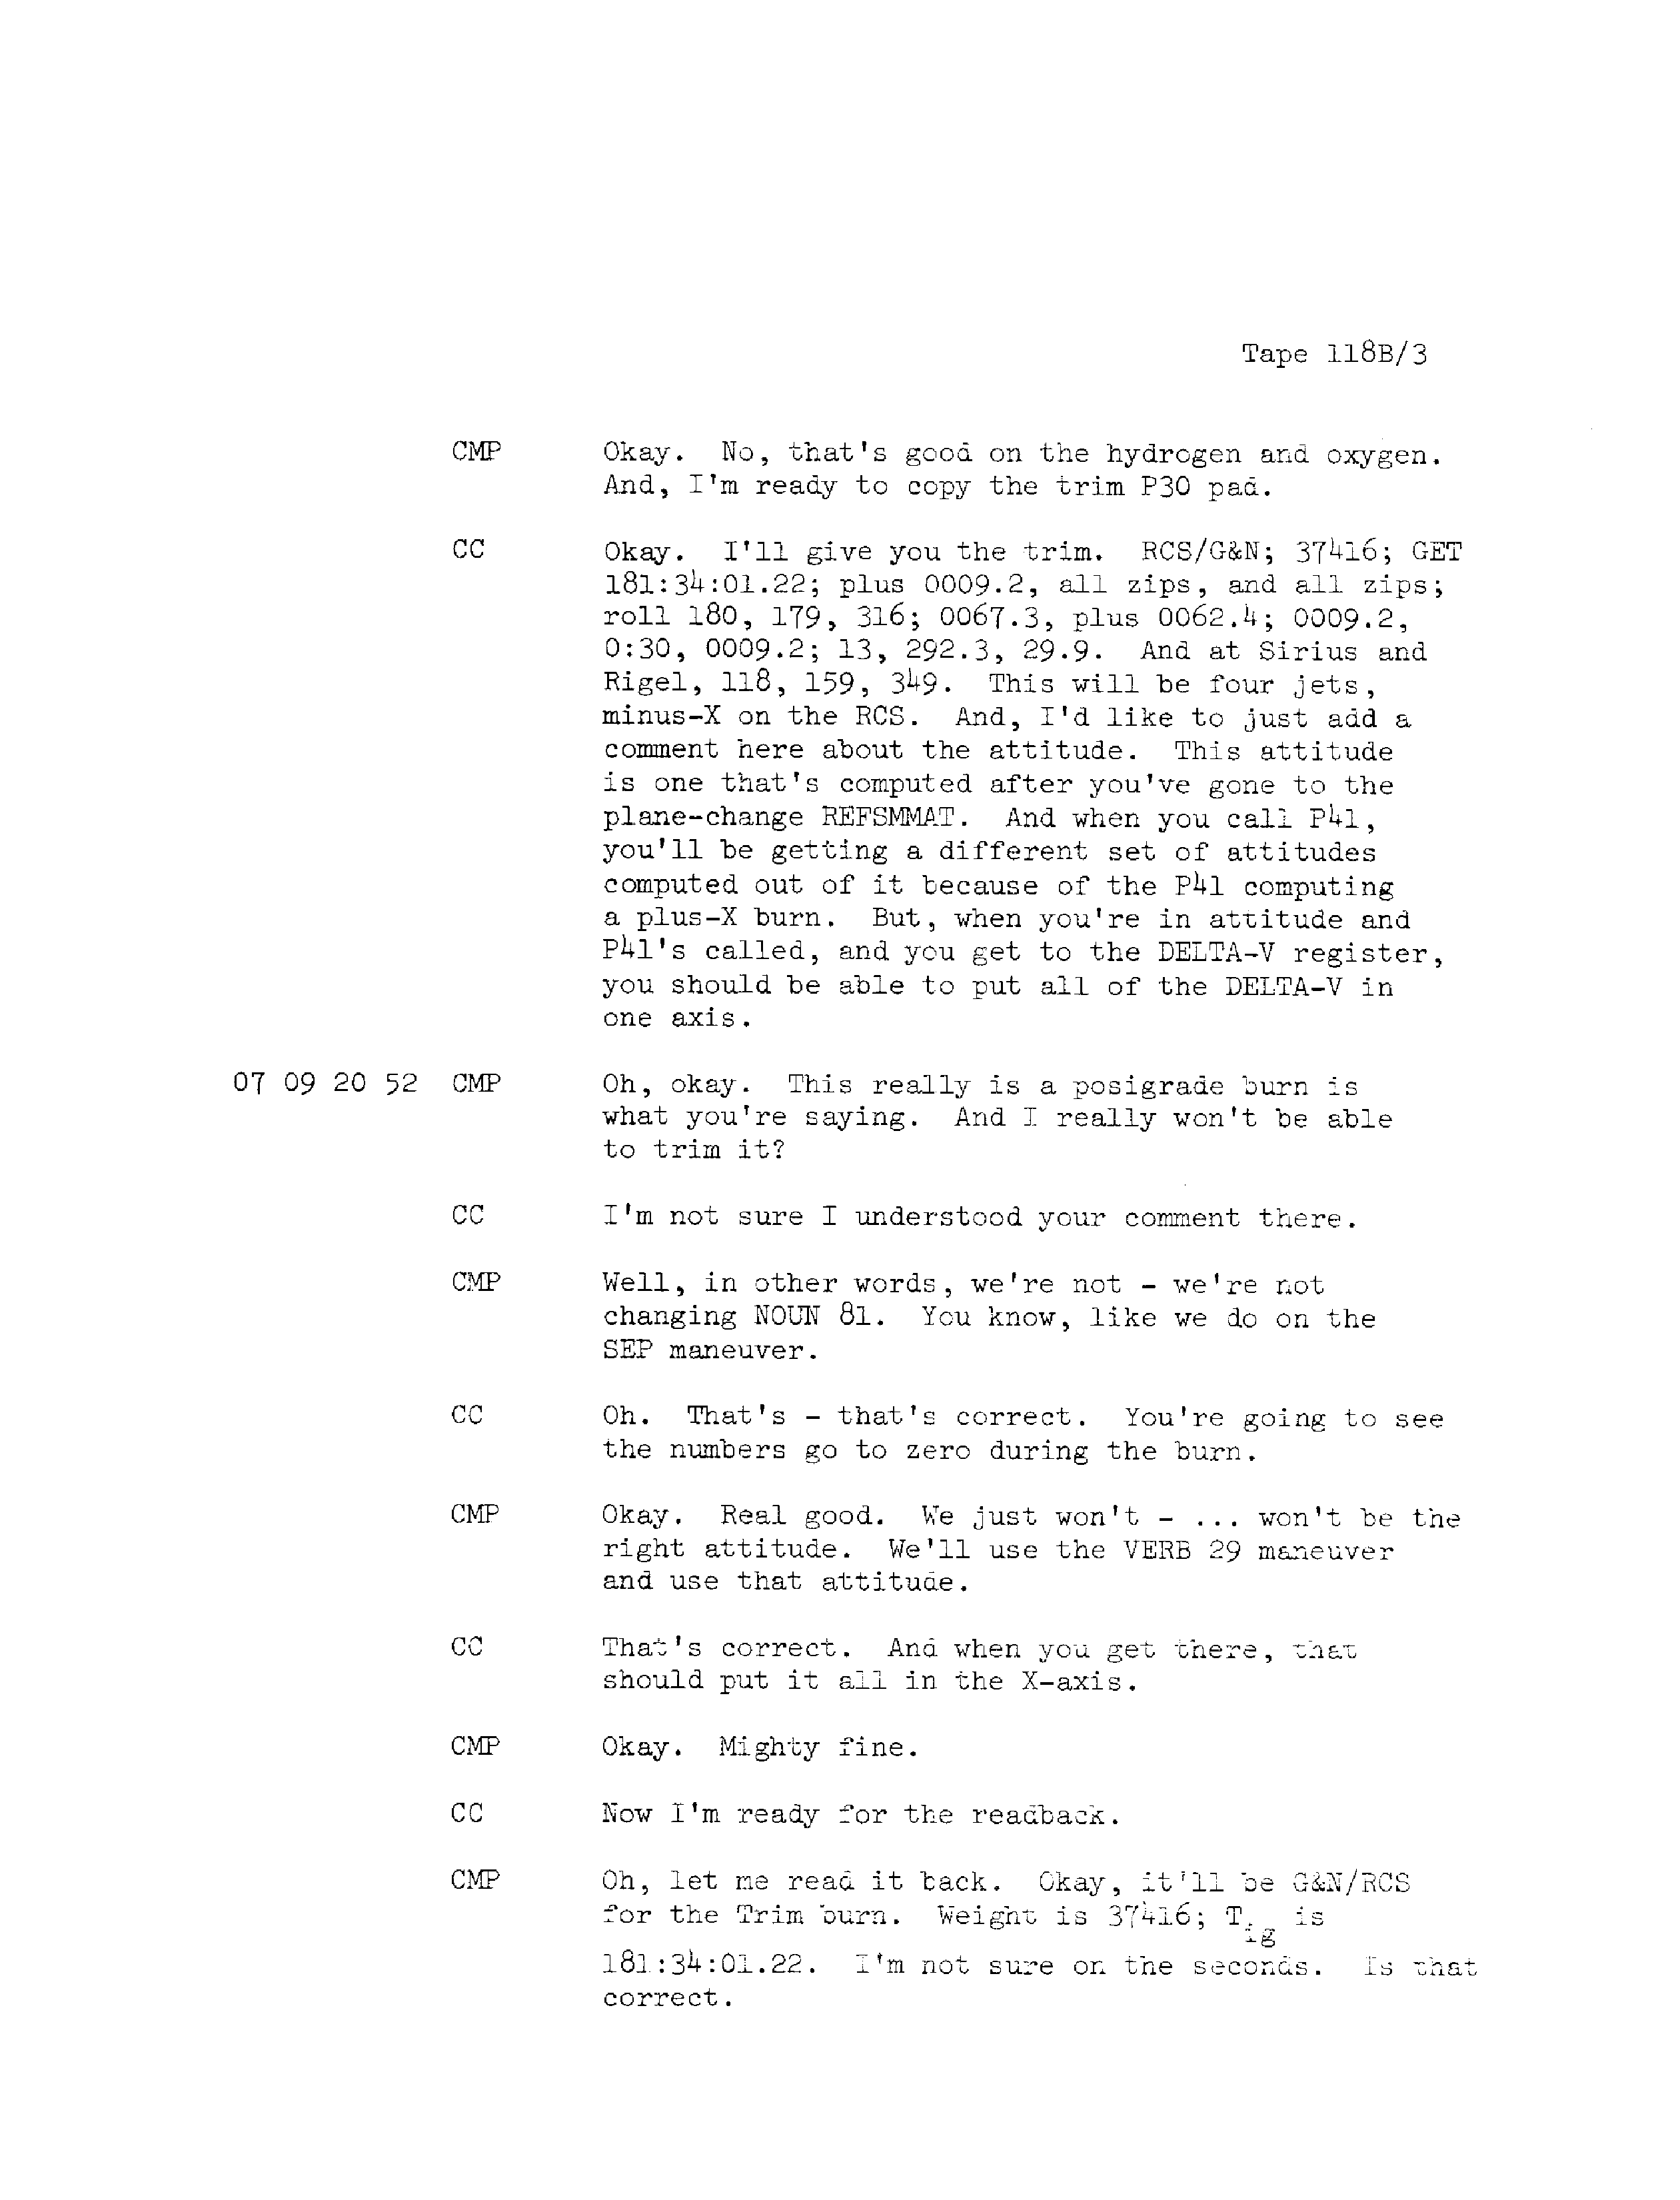 Tape 118B/3
CMP Okay. No, that's good on the hydrogen and oxygen.
And, I'm ready to copy the trim P30 pad.
CC Okay. I'll give you the trim. RCS/G&N; 37416; GET
181:34:01.22; plus 0009.2, all zips, and all zips;
roll 180, 179, 316; 0067.3, plus 0062.4; 0009.2,
0:30, 0009.2; 13, 292.3, 29.9. And at Sirius and
Rigel, 118, 159, 349. This will be four jets,
minus-X on the RCS. And, I'd like to just add a
comment here about the attitude. This attitude
is one that's computed after you've gone to the
plane-change REFSMMAT. And when you call P41,
you'll be getting a different set of attitudes
computed out of it because of the P41 computing
a plus-X burn. But, when you're in attitude and
P41's called, and you get to the DELTA-V register,
you should be able to put all of the DELTA-V in
one axis.
07 09 20 52 CMP Oh, okay. This really is a posigrade burn is
what you're saying. And I really won't be able
to trim it?
CC I'm not sure I understood your comment there.
CMP Well, in other words, we're not - we're not
changing NOUN 81. You know, like we do on the
SEP maneuver.
CC Oh. That's - that's correct. You're going to see
the numbers go to zero during the burn.
CMP Okay. Real good. We just won't - ... won't be the
right attitude. We'll use the VERB 29 maneuver
and use that attitude.
CC That's correct. And when you get there, that
should put it all in the X-axis.
CMP Okay. Mighty fine.
CC Now I'm ready for the readback.
CMP Oh, let me read it back. Okay, it'll be G&N/RCS
for the Trim burn. Weight is 37416; Tig is
181:34:01.22. I'm not sure on the seconds. Is that
correct.